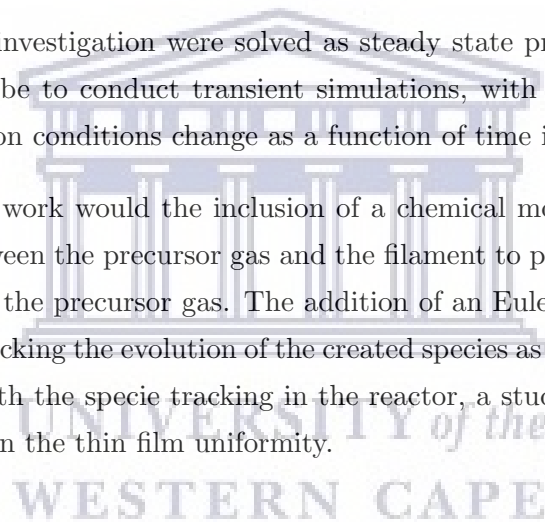 investigation were solved as steady state pr
be to conduct transient simulations, with
on conditions change as a function of time i
work would the inclusion of a chemical mo
ween the precursor gas and the filament to p
the precursor gas. The addition of an Eule
cking the evolution of the created species as
th the specie tracking in the reactor, a stud
UNIVERSITY of the
n the thin film uniformity.
WESTERN CAPE